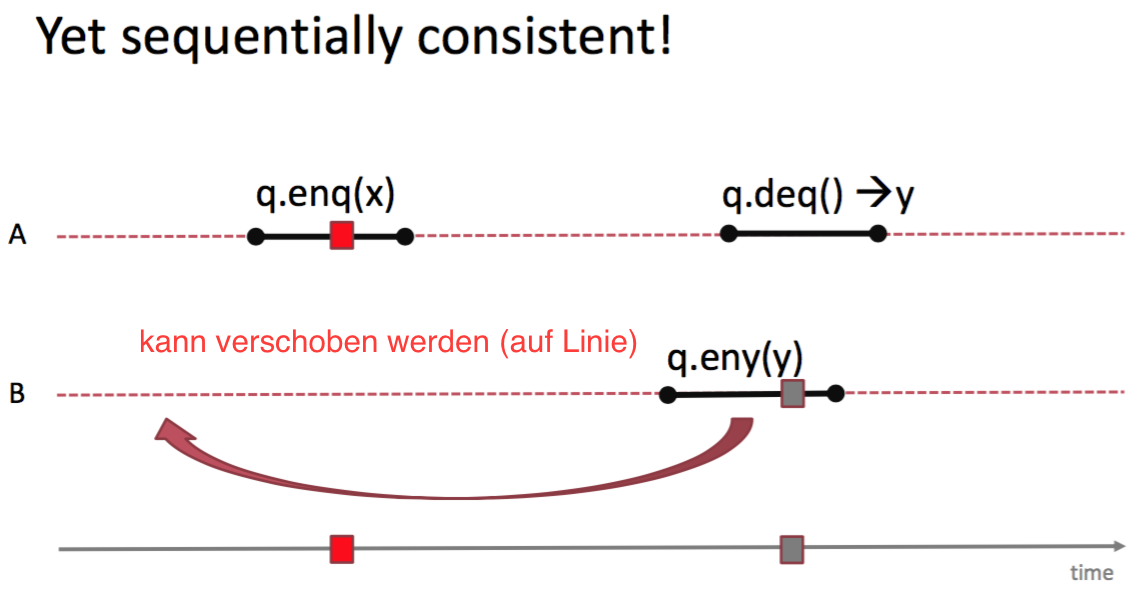 Yet sequentially consistent!
q.enq(x)
q.deq() →y
A
kann verschoben werden (auf Linie)
q.eny(y)
B
time